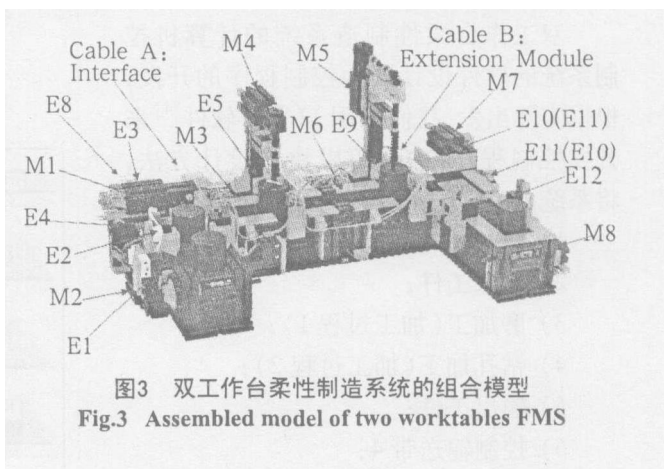 Cable A:
Interface
M4
M5
Cable B:
Extension Module
M7
E8
E3
E5
M3
M6
E9
E10(E11)
M1
E11(E10)
E4
E12
E2
M8
M2
E1
图3 双工作台柔性制造系统的组合模型
Fig.3 Assembled model of two worktables FMS